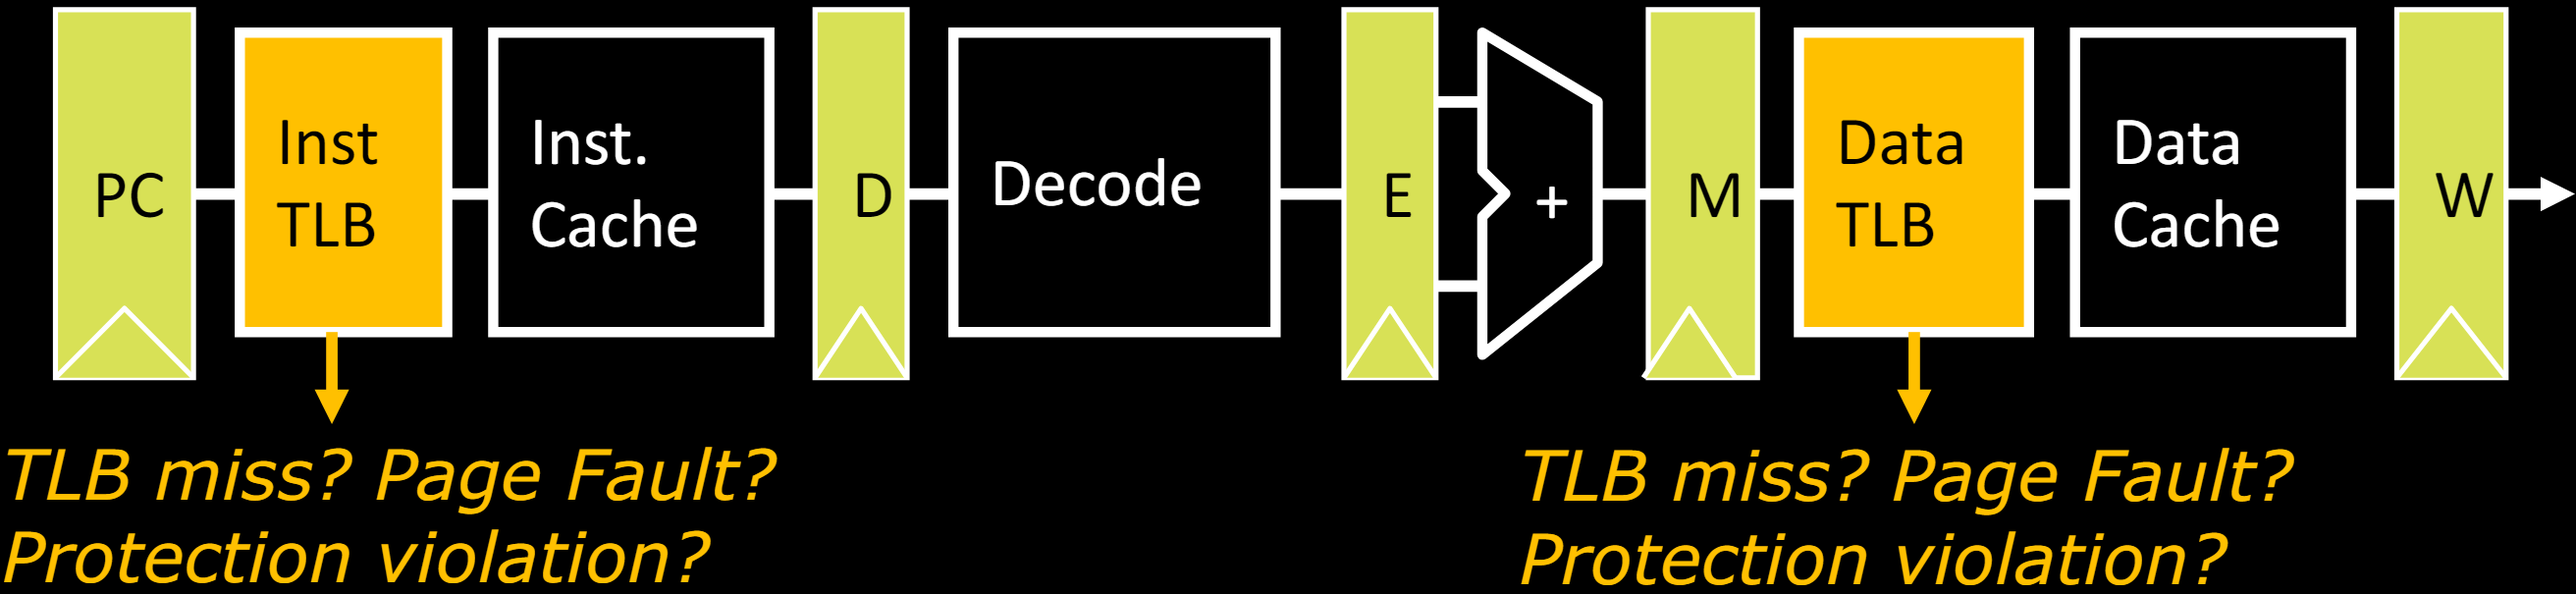 PC
Inst
TLB
Inst.
Cache
D
Decode
E
+
M
Data
TLB
Data
Cache
W
TLB miss? Page Fault?
Protection violation?
TLB miss? Page Fault?
Protection violation?